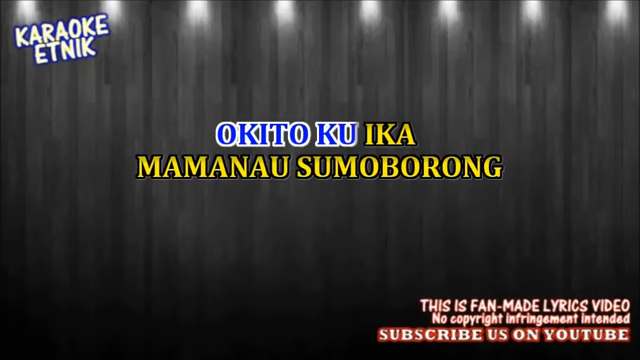 KARAOKE
ETNIK
OKITO KU IKA
MAMANAU SUMOBORONG
THIS IS FAN-MADE LYRICS VIDEO
No copyright infringement intended
SUBSCRIBE US ON YOUTUBE